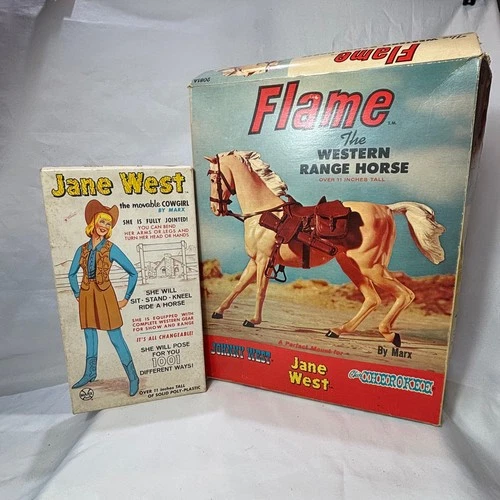 Jane West
the movable COWGIRL
BY MARX
SHE IS FULLY JOINTED!
YOU CAN BEND
HER ARMS OR LEGS AND
TURN HER HEAD OR HANDS
SHE WILL
SIT - STAND - KNEEL
RIDE A HORSE
SHE IS EQUIPPED WITH
COMPLETE WESTERN GEAR
FOR SHOW AND RANGE
IT'S ALL CHANGEABLE!
SHE WILL POSE
FOR YOU
1001
DIFFERENT WAYS!
OVER 11 Inches TALL
OF SOLID POLY-PLASTIC
Flame
Flame
The
WESTERN
RANGE HORSE
OVER 11 INCHES TALL
A Perfect Mount for
By Marx
JOHNNY WEST
Jane
West
CHEROKEE